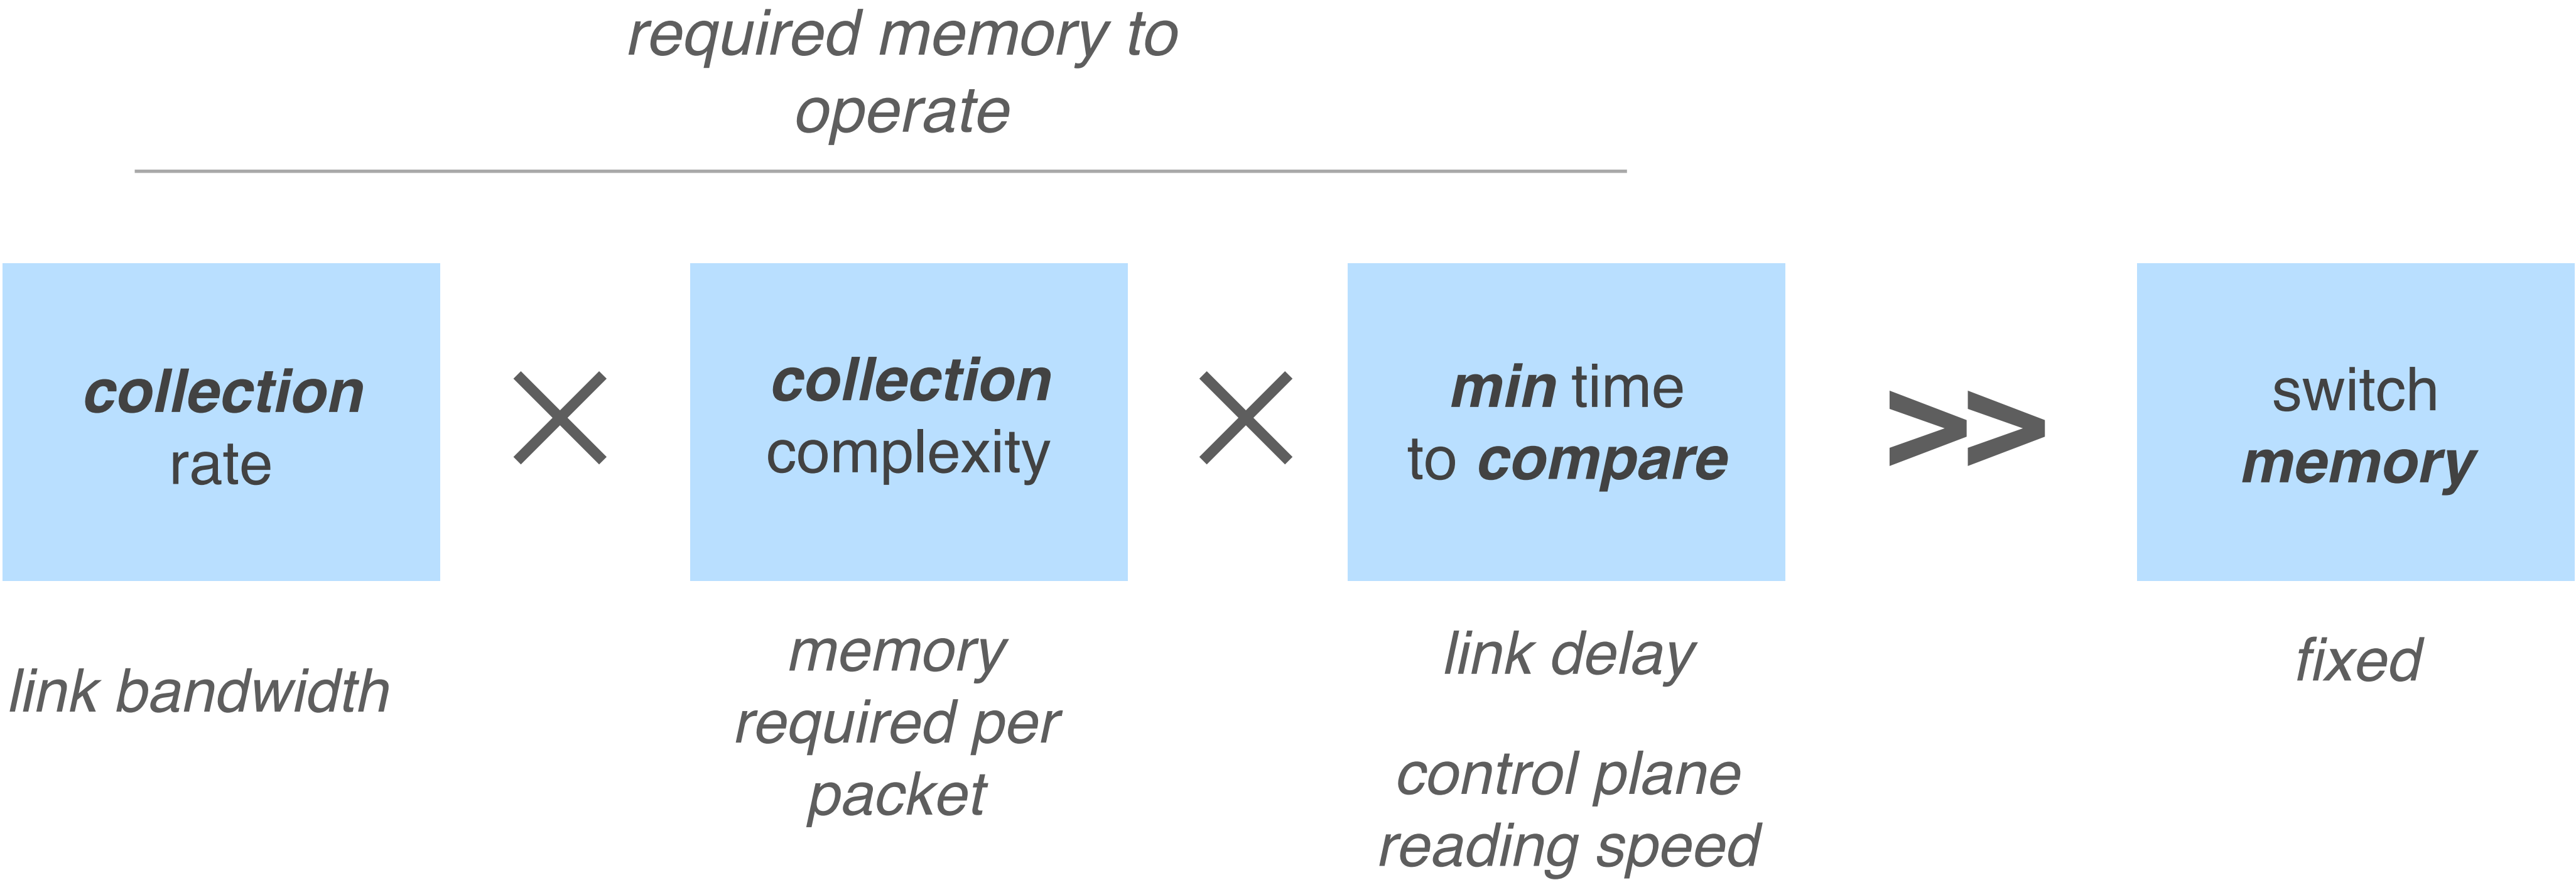 required memory to
operate
collection
rate
×
collection
complexity
×
min time
to compare
>>
switch
memory
link bandwidth
memory
required per
packet
link delay
control plane
reading speed
fixed